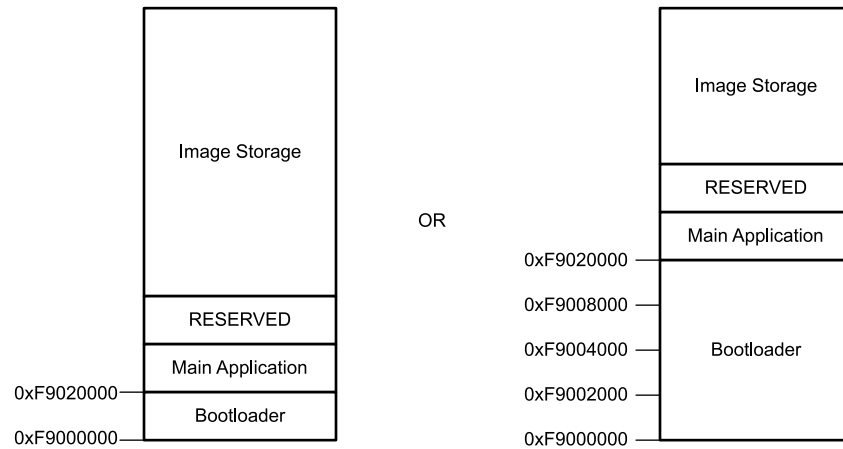 Image Storage
RESERVED
Main Application
0xF9020000
Bootloader
0xF9000000
OR
Image Storage
RESERVED
Main Application
0xF9020000
0xF9008000
0xF9004000
Bootloader
0xF9002000
0xF9000000